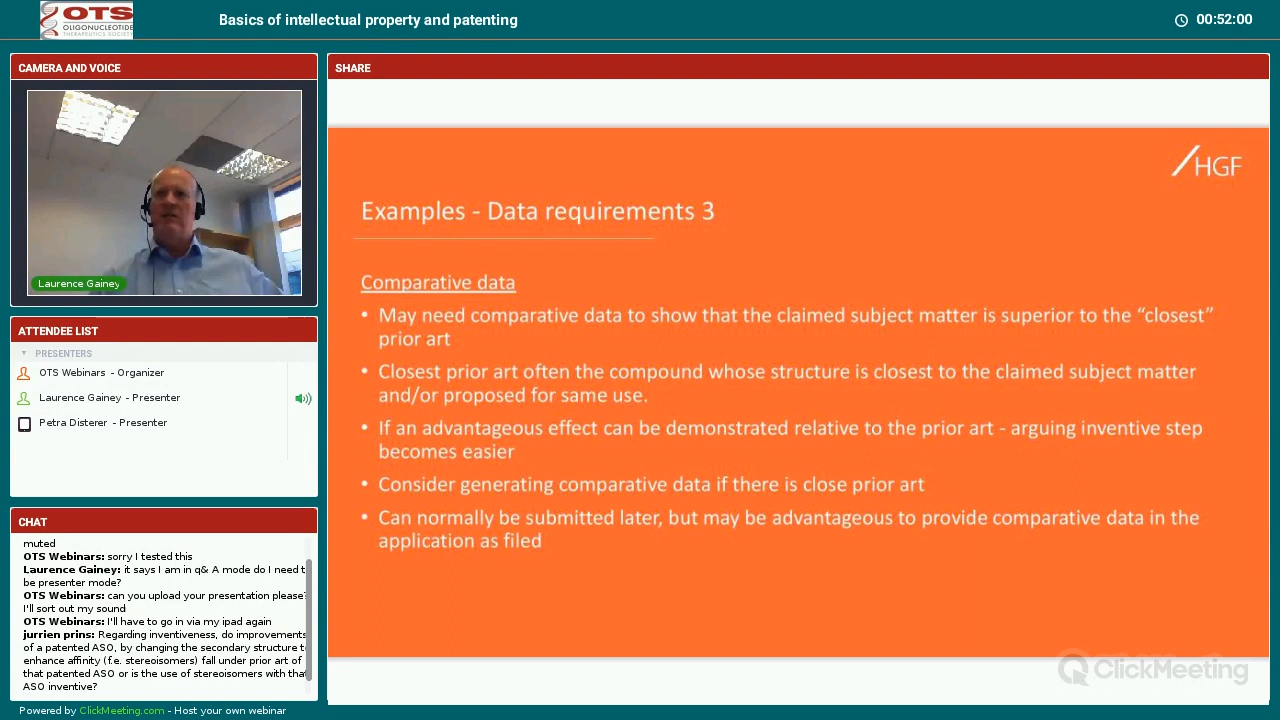 OTS
OLIGONUCLEOTIDE
THERAPEUTICS SOCIETY
Basics of intellectual property and patenting
00:52:00
CAMERA AND VOICE
Laurence Gainey
ATTENDEE LIST
PRESENTERS
OTS Webinars - Organizer
Laurence Gainey - Presenter
Petra Disterer - Presenter
CHAT
muted
OTS Webinars: sorry I tested this
Laurence Gainey: it says I am in q& A mode do I need t
be presenter mode?
OTS Webinars: can you upload your presentation please?
I'll sort out my sound
OTS Webinars: I'll have to go in via my ipad again
jurrien prins: Regarding inventiveness, do improvements
of a patented ASO, by changing the secondary structure t
enhance affinity (f.e. stereoisomers) fall under prior art of
that patented ASO or is the use of stereoisomers with that
ASO inventive?
Powered by ClickMeeting.com - Host your own webinar
SHARE
HGF
Examples - Data requirements 3
Comparative data
• May need comparative data to show that the claimed subject matter is superior to the “closest”
prior art
• Closest prior art often the compound whose structure is closest to the claimed subject matter
and/or proposed for same use.
• If an advantageous effect can be demonstrated relative to the prior art - arguing inventive step
becomes easier
• Consider generating comparative data if there is close prior art
• Can normally be submitted later, but may be advantageous to provide comparative data in the
application as filed
ClickMeeting